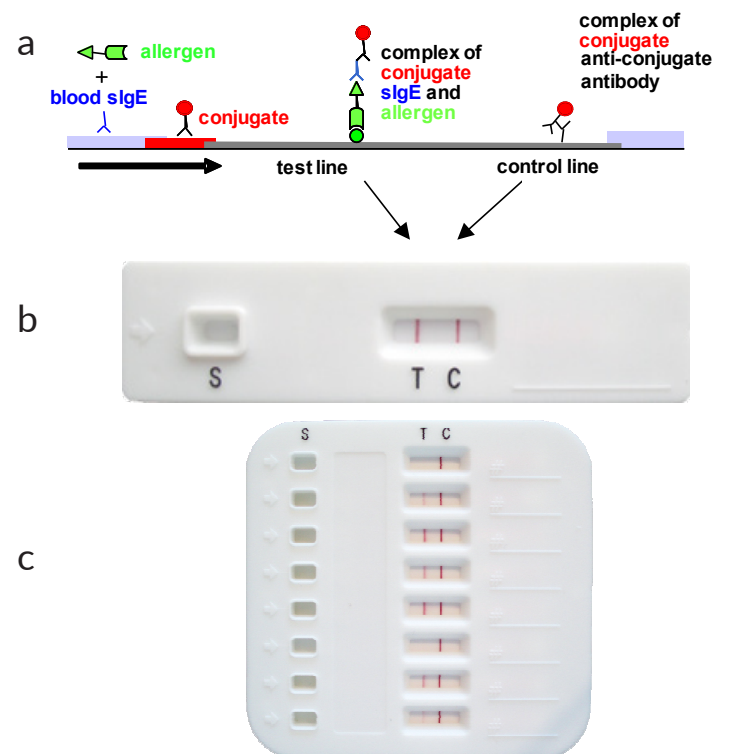 a
allergen
+
blood sIgE
conjugate
complex of
conjugate
sIgE and
allergen
complex of
conjugate
anti-conjugate
antibody
test line
control line
b
S
T C
c
S
T C